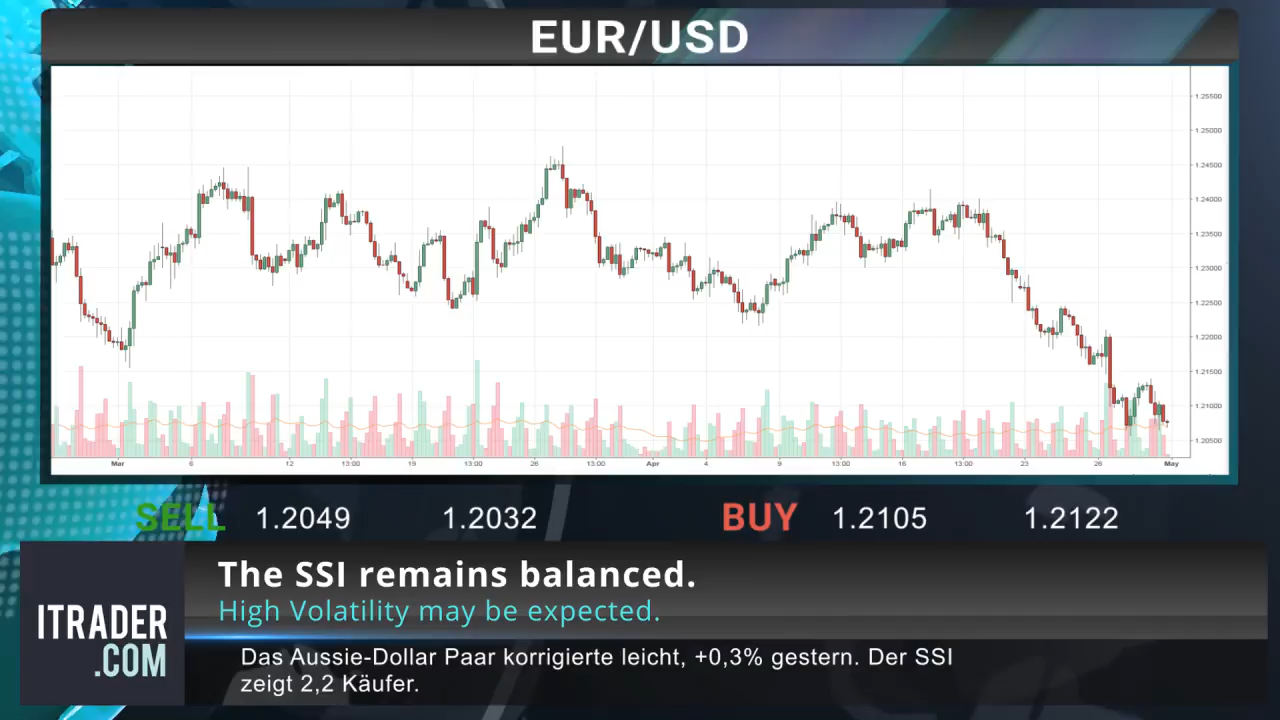 EUR/USD
1.25500
1.25000
1.24500
1.24000
1.23500
1.23000
1.22500
1.22000
1.21500
1.21000
1.20500
Mar 6 12 13:00 19 13:00 26 13:00 Apr 4 9 13:00 16 13:00 23 26 May
SELL 1.2049 1.2032 BUY 1.2105 1.2122
The SSI remains balanced.
High Volatility may be expected.
ITRADER
.COM
Das Aussie-Dollar Paar korrigierte leicht, +0,3% gestern. Der SSI
zeigt 2,2 Käufer.